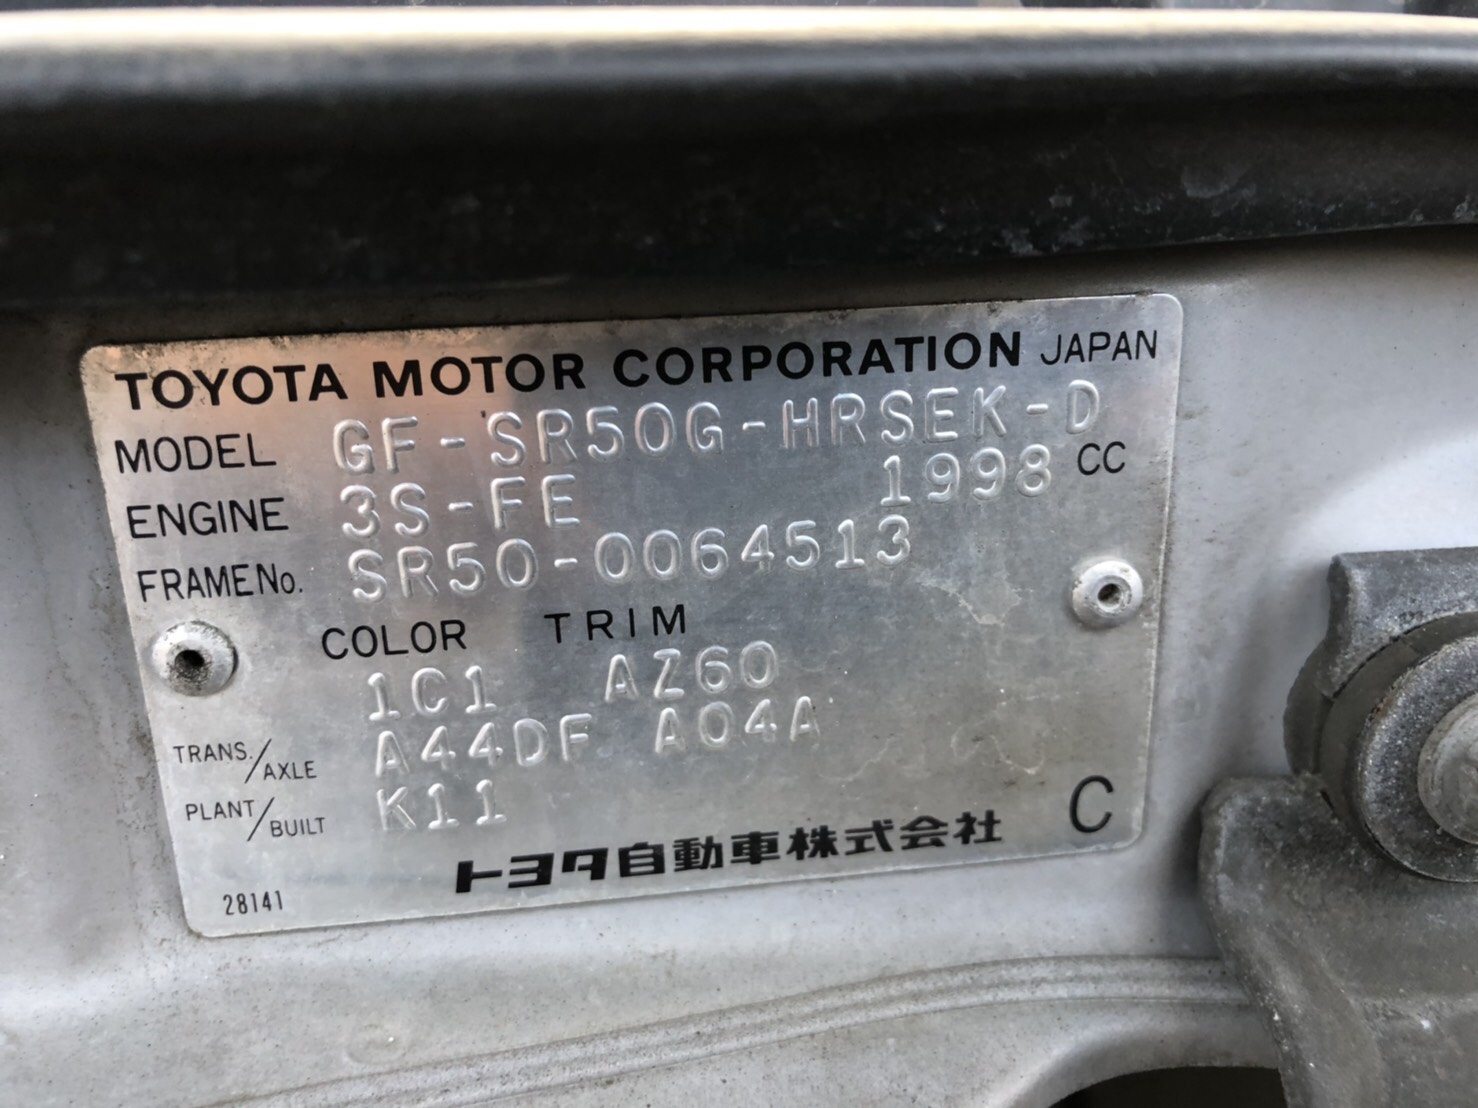 TOYOTA MOTOR CORPORATION JAPAN
MODEL GF-SR50G-HRSEK-D
ENGINE 3S-FE 1998 CC
FRAME No. SR50-0064513
COLOR TRIM
1C1 AZ60
TRANS./AXLE A44DF A04A
PLANT/BUILT K11
トヨタ自動車株式会社 C
28141